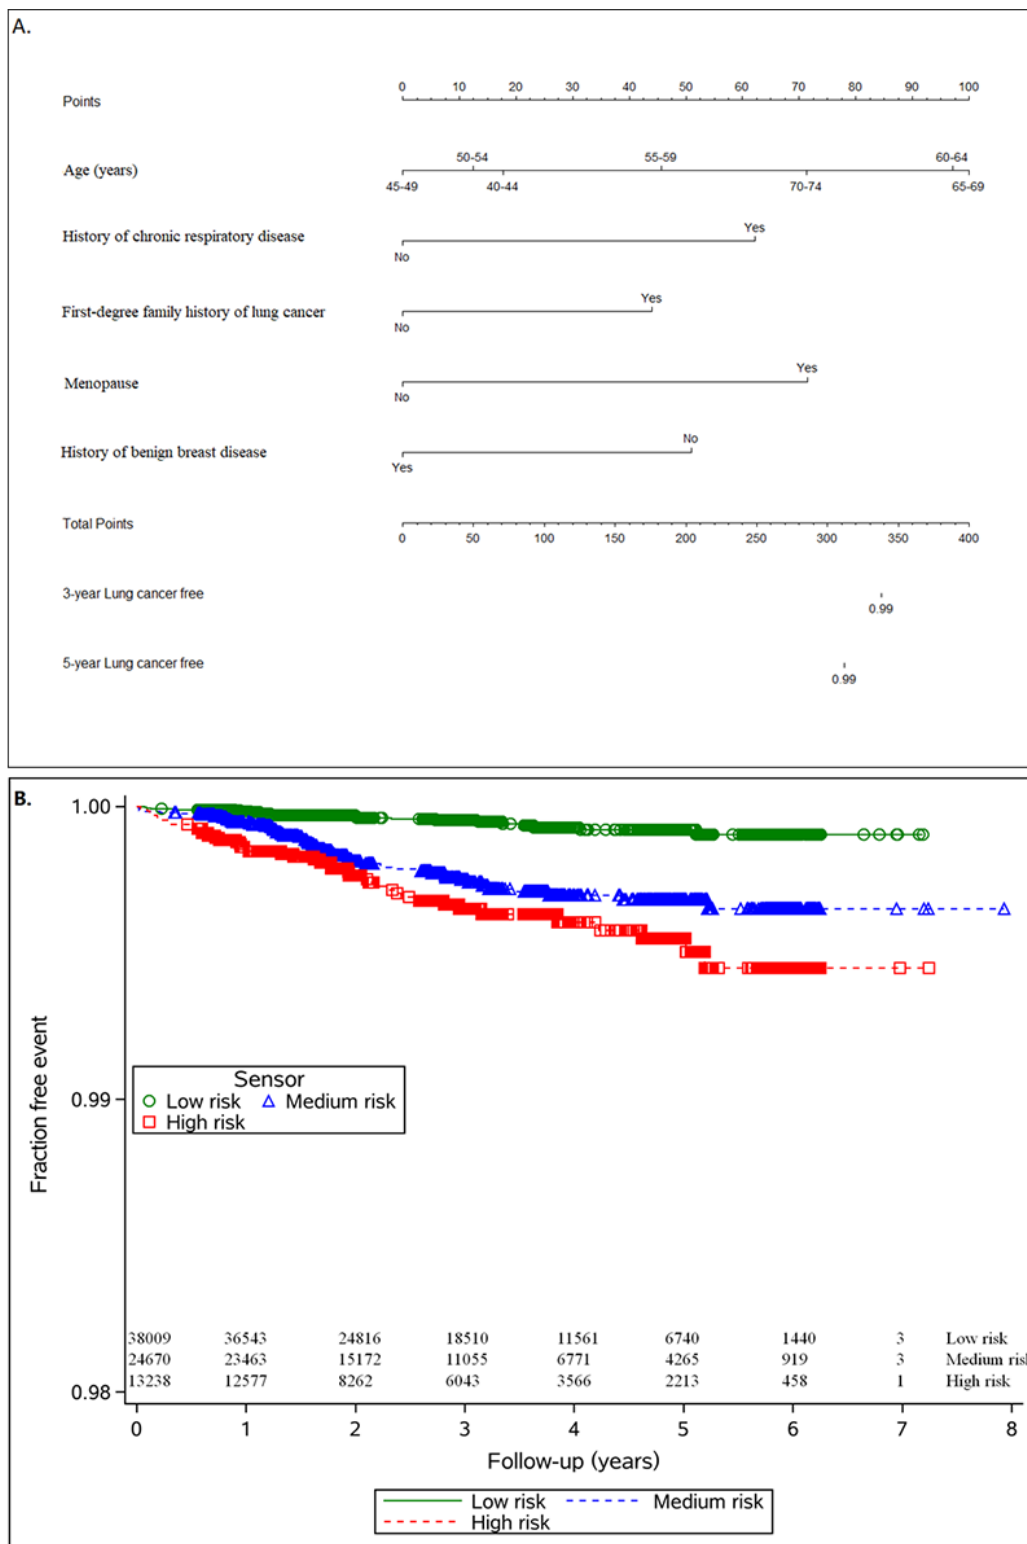 A.
Points
0 10 20 30 40 50 60 70 80 90 100
Age (years)
50-54 55-59 60-64
45-49 40-44 70-74 65-69
History of chronic respiratory disease
Yes
No
First-degree family history of lung cancer
Yes
No
Menopause
Yes
No
History of benign breast disease
No
Yes
Total Points
0 50 100 150 200 250 300 350 400
3-year Lung cancer free
0.99
5-year Lung cancer free
0.99
B.
1.00
0.99
0.98
Fraction free event
Sensor
Low risk Medium risk
High risk
38009 36543 24816 18510 11561 6740 1440 3 Low risk
24670 23463 15172 11055 6771 4265 919 3 Medium risk
13238 12577 8262 6043 3566 2213 458 1 High risk
0 1 2 3 4 5 6 7 8
Follow-up (years)
Low risk Medium risk
High risk